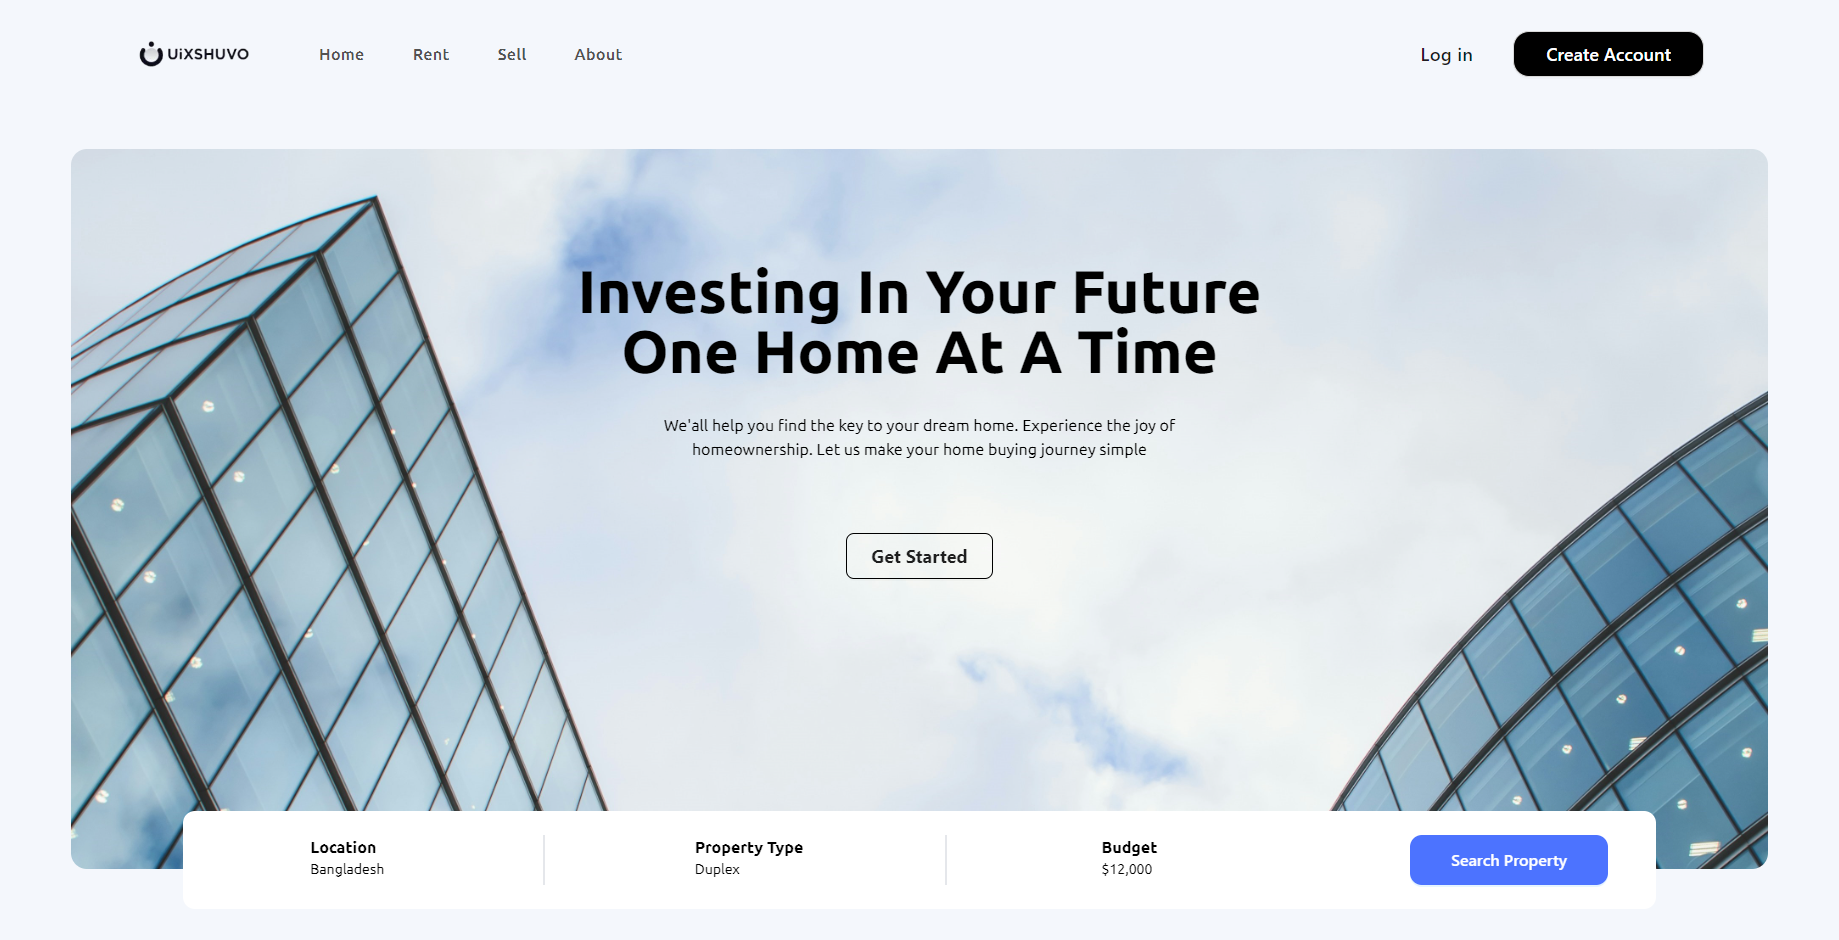 UiXSHUVO
Home
Rent
Sell
About
Log in
Create Account
Investing In Your Future
One Home At A Time
We'all help you find the key to your dream home. Experience the joy of
homeownership. Let us make your home buying journey simple
Get Started
Location
Bangladesh
Property Type
Duplex
Budget
$12,000
Search Property